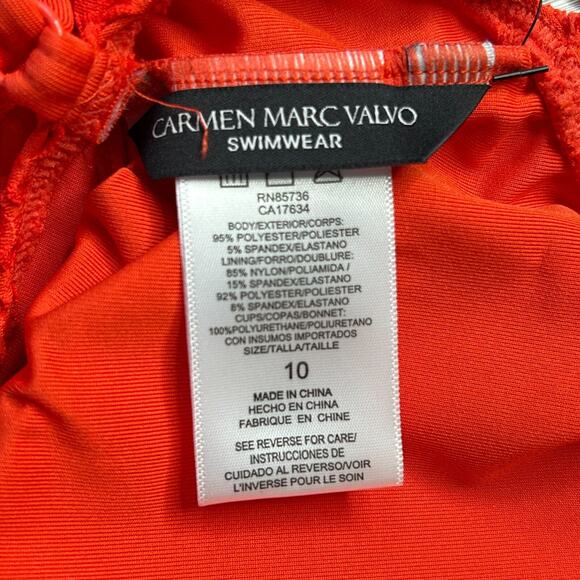 CARMEN MARC VALVO
SWIMWEAR
RN85736
CA17634
BODY/EXTERIOR/CORPS:
95% POLYESTER/POLIESTER
5% SPANDEX/ELASTANO
LINING/FORRO/DOUBLURE:
85% NYLON/POLIAMIDA /
15% SPANDEX/ELASTANO
92% POLYESTER/POLIESTER
8% SPANDEX/ELASTANO
CUPS/COPAS/BONNET:
100%POLYURETHANE/POLIURETANO
CON INSUMOS IMPORTADOS
SIZE/TALLA/TAILLE
10
MADE IN CHINA
HECHO EN CHINA
FABRIQUE EN CHINE
SEE REVERSE FOR CARE/
INSTRUCCIONES DE
CUIDADO AL REVERSO/VOIR
L'INVERSE POUR LE SOIN